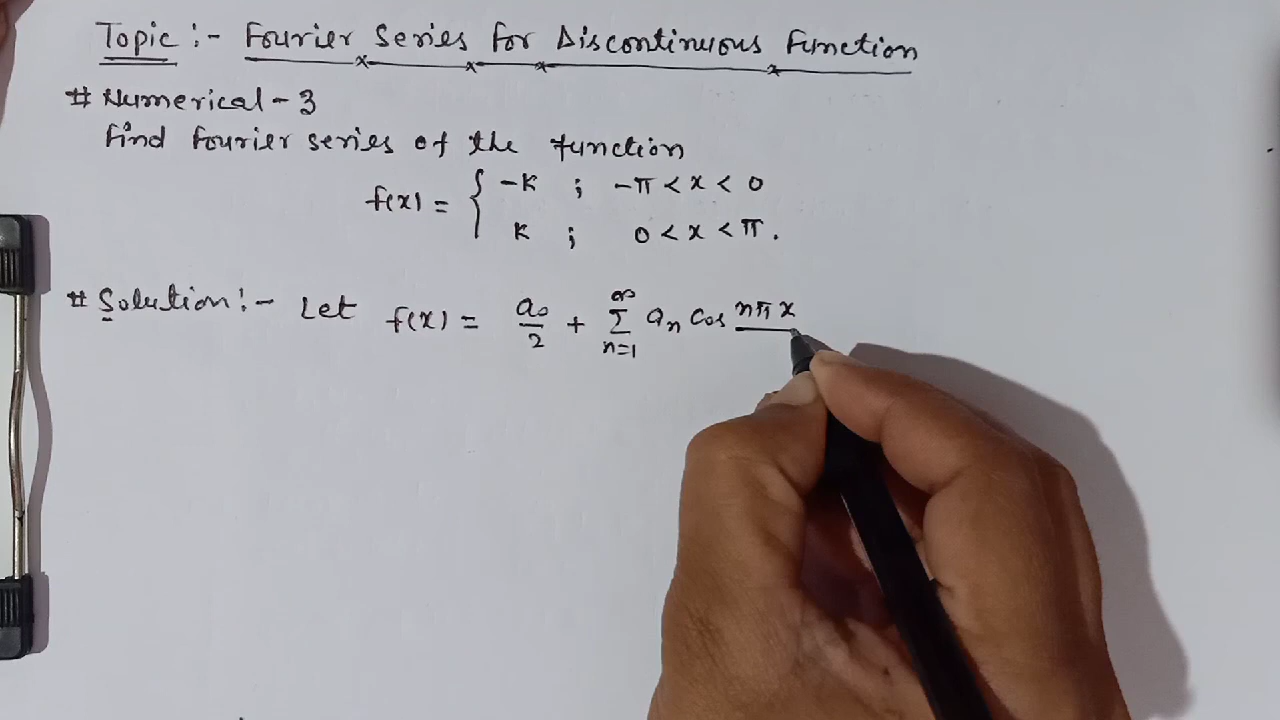 Topic :- Fourier Series for Discontinuous Function
# Numerical - 3
Find Fourier series of the function
f(x) = { -K ; -π < x < 0
K ; 0 < x < π.
# Solution :- Let f(x) = a₀/2 + ∑_{n=1}^{∞} aₙ cos nπx